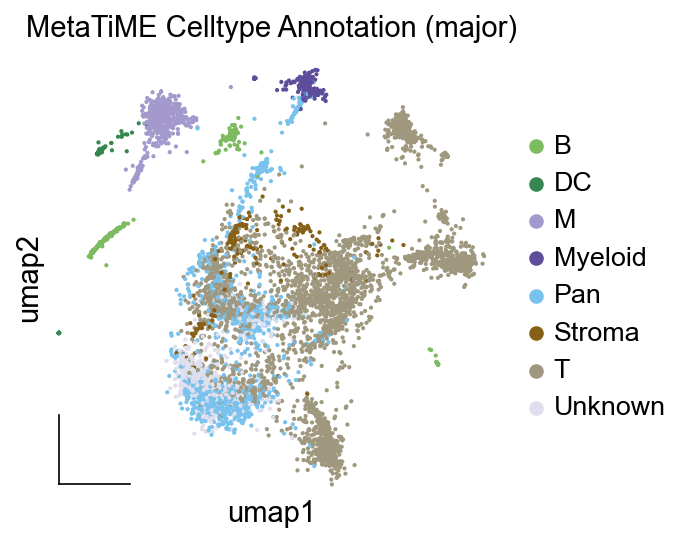 MetaTiME Celltype Annotation (major)
B
DC
M
Myeloid
Pan
Stroma
T
Unknown
umap2
umap1